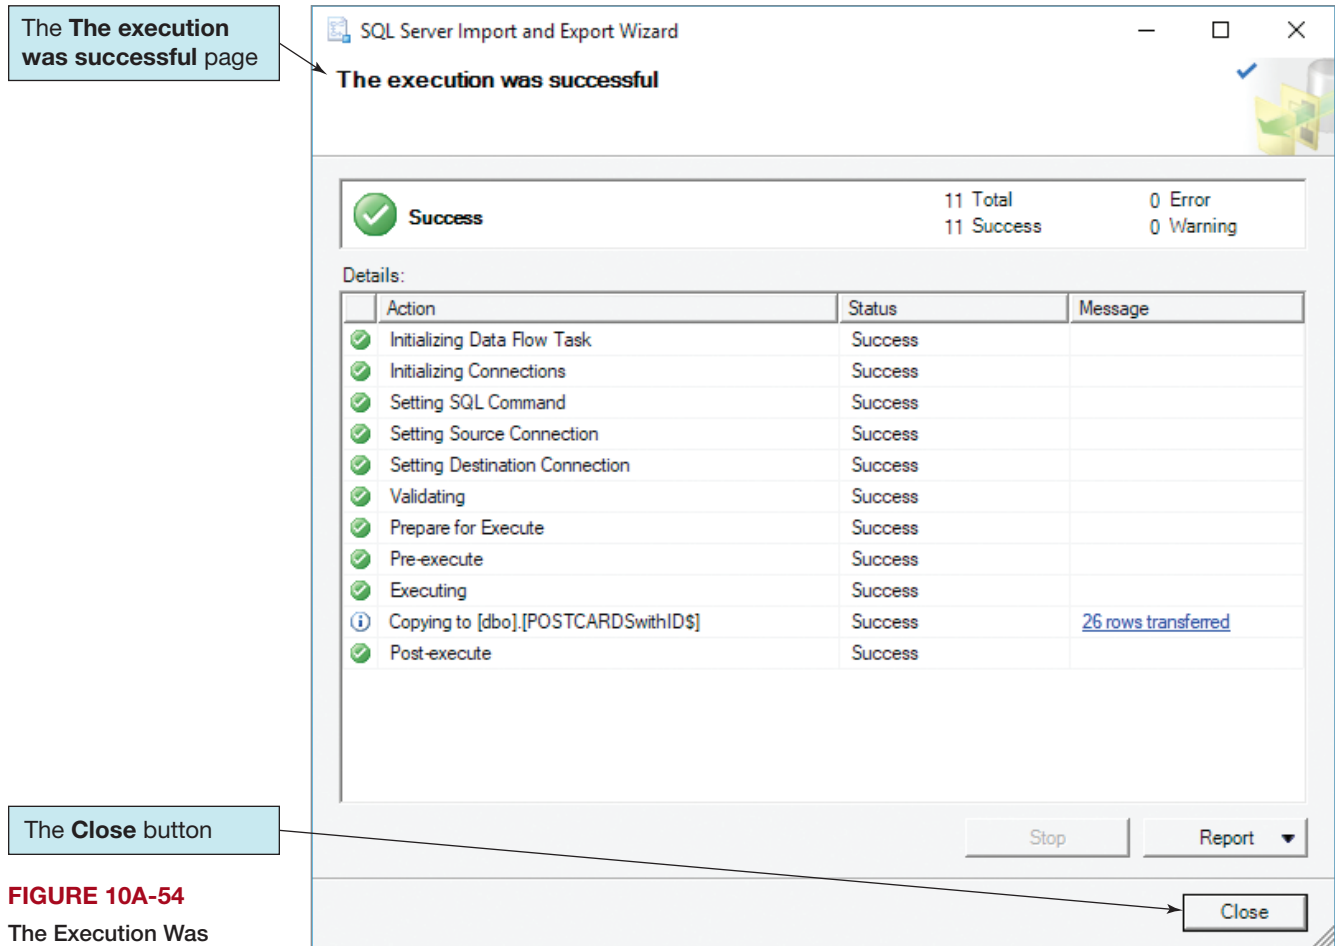 The The execution
was successful page
SQL Server Import and Export Wizard
The execution was successful
Success
11 Total
0 Error
11 Success
0 Warning
Details:
Action Status Message
Initializing Data Flow Task Success
Initializing Connections Success
Setting SQL Command Success
Setting Source Connection Success
Setting Destination Connection Success
Validating Success
Prepare for Execute Success
Pre-execute Success
Executing Success
Copying to [dbo].[POSTCARDSwithID$] Success 26 rows transferred
Post-execute Success
The Close button
Stop Report
Close
FIGURE 10A-54
The Execution Was